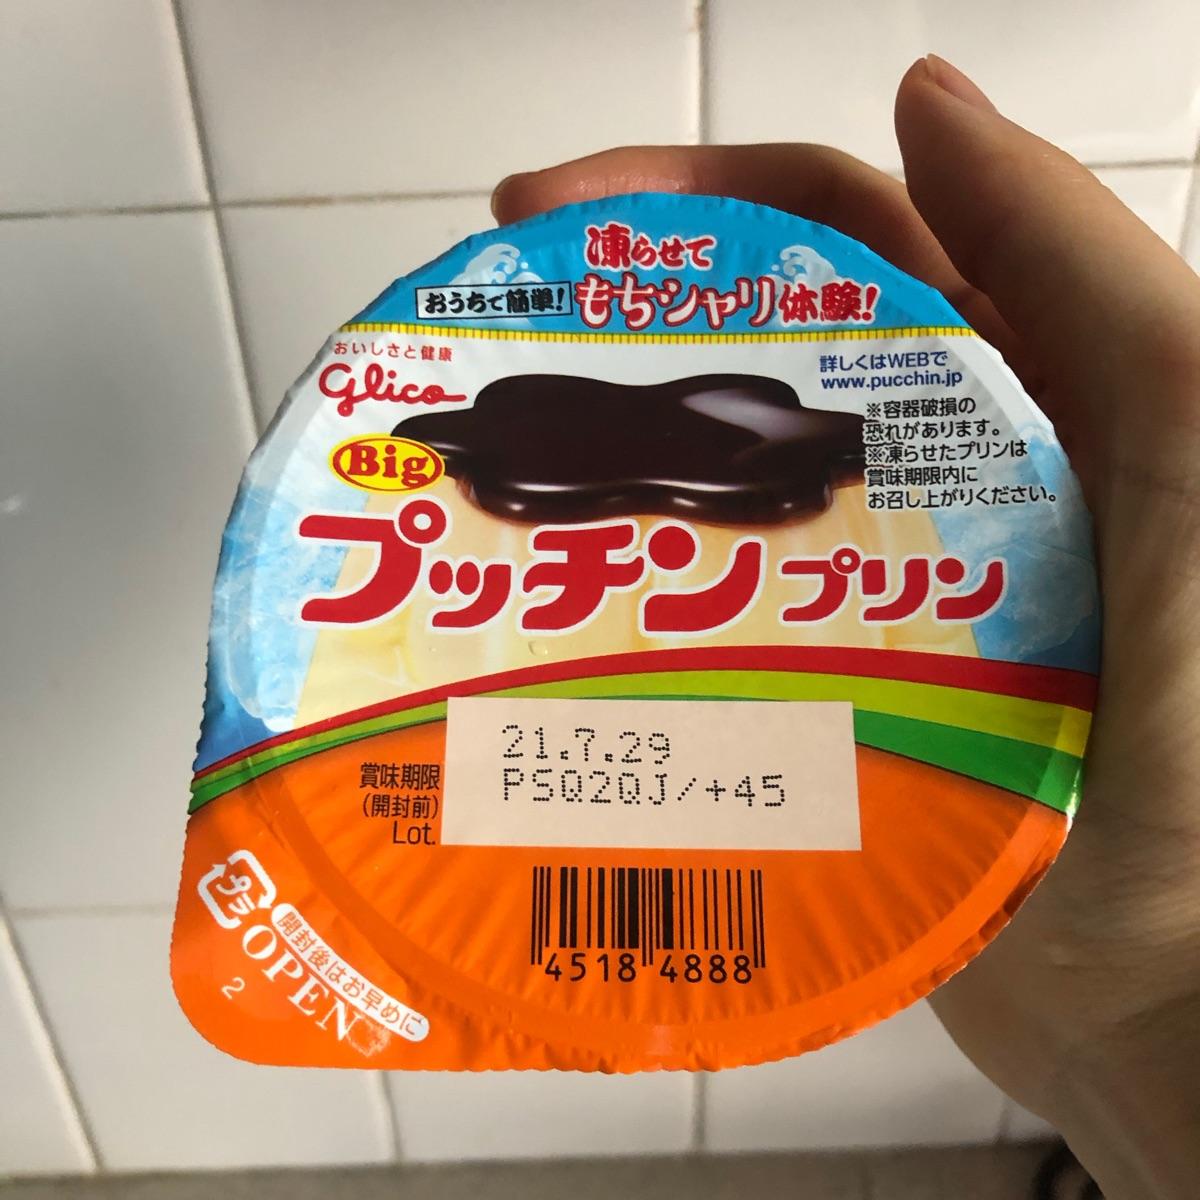 凍らせて
おうちで簡単! もちシャリ体験!
おいしさと健康
glico
詳しくはWEBで
www.pucchin.jp
※容器破損の
恐れがあります。
※凍らせたプリンは
賞味期限内に
お召し上がりください。
Big
プッチンプリン
21.7.29
PSQ2QJ/+45
賞味期限
(開封前)
Lot.
4518 4888
プラ
開封後はお早めに
OPEN
2